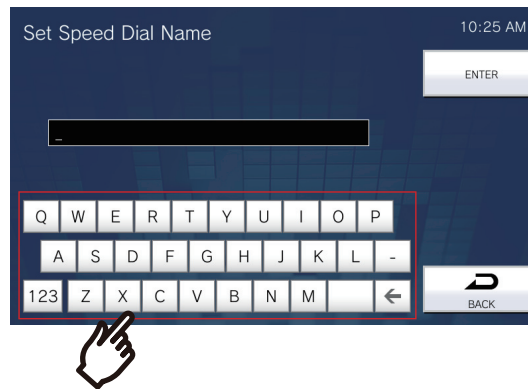 Set Speed Dial Name
10:25 AM
ENTER
_
Q W E R T Y U I O P
A S D F G H J K L -
123 Z X C V B N M ←
BACK